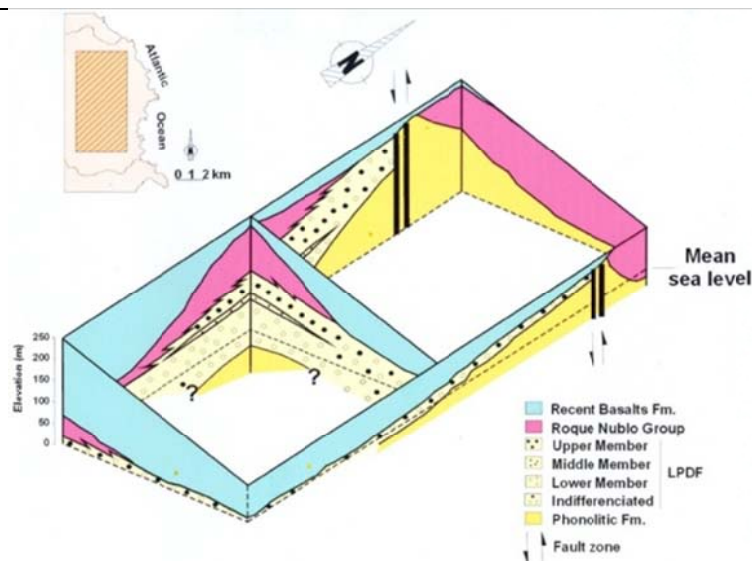 Atlantic
Ocean
N
0 1 2 km
N
Mean
sea level
Elevation (m)
250
200
150
100
50
0
?
?
Recent Basalts Fm.
Roque Nublo Group
Upper Member
Middle Member
Lower Member
Indifferenciated
LPDF
Phonolitic Fm.
Fault zone